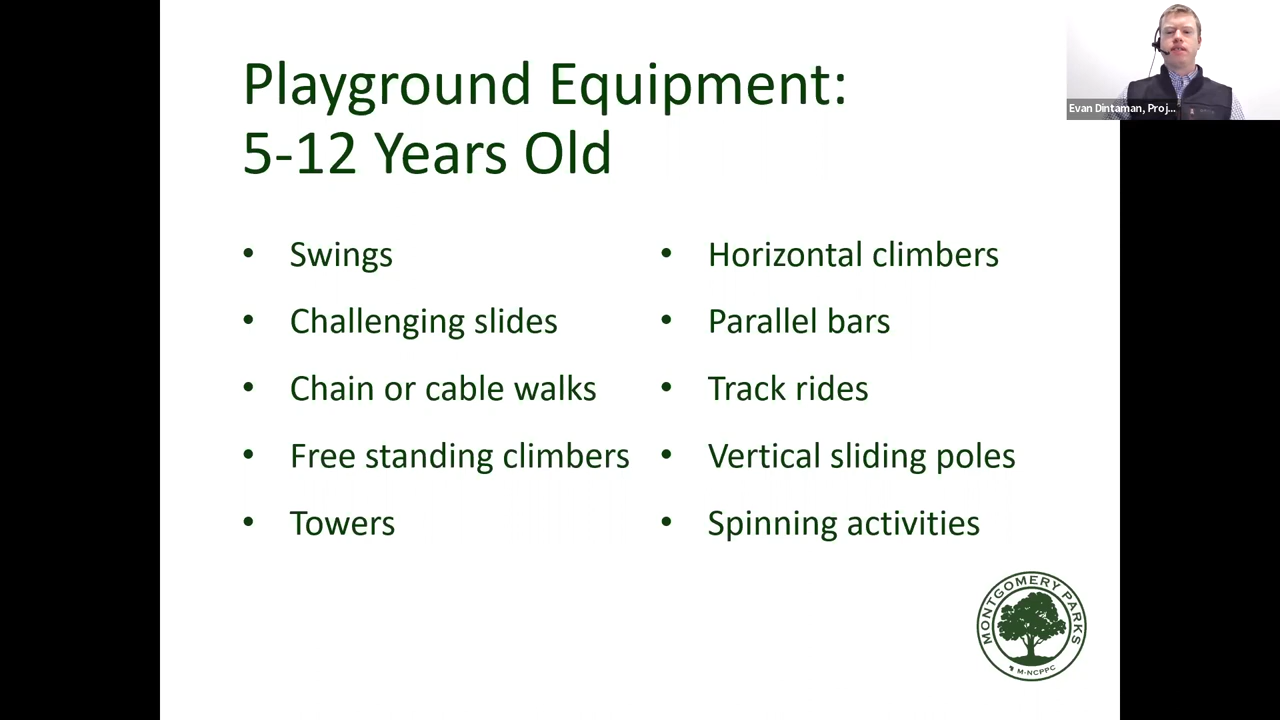 Playground Equipment:
5-12 Years Old
• Swings
• Challenging slides
• Chain or cable walks
• Free standing climbers
• Towers
• Horizontal climbers
• Parallel bars
• Track rides
• Vertical sliding poles
• Spinning activities
Evan Dintaman, Proj...
MONTGOMERY PARKS
M-NCPPC